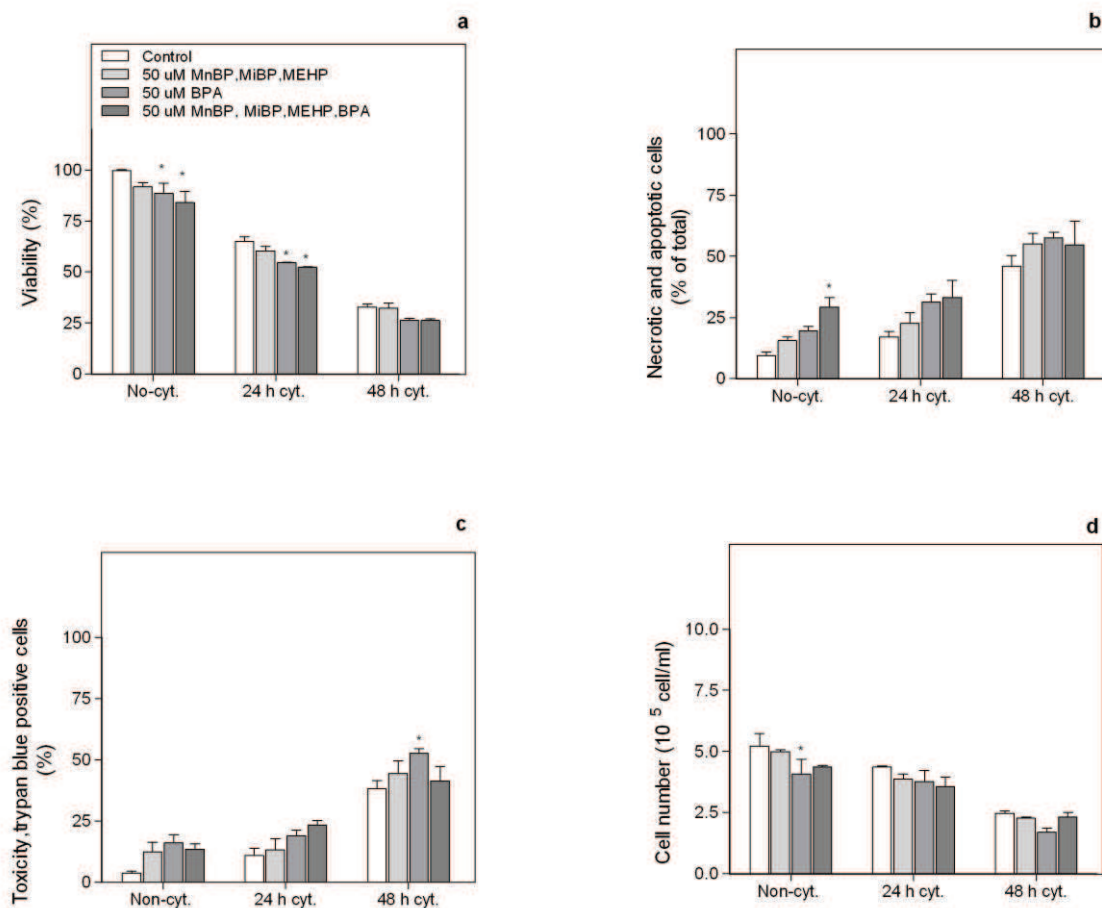 a
Control
50 uM MnBP,MiBP,MEHP
50 uM BPA
50 uM MnBP, MiBP,MEHP,BPA
Viability (%)
100
75
50
25
0
* *
* *
No-cyt. 24 h cyt. 48 h cyt.
b
Necrotic and apoptotic cells
(% of total)
100
75
50
25
0
*
No-cyt. 24 h cyt. 48 h cyt.
c
Toxicity,trypan blue positive cells
(%)
100
75
50
25
0
*
Non-cyt. 24 h cyt. 48 h cyt.
d
Cell number (10 5 cell/ml)
10.0
7.5
5.0
2.5
0.0
*
Non-cyt. 24 h cyt. 48 h cyt.